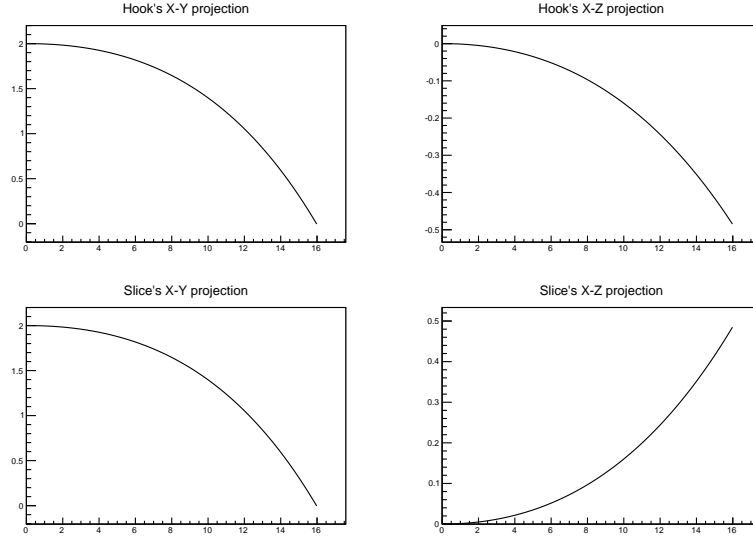 Hook's X-Y projection
2
1.5
1
0.5
0
0 2 4 6 8 10 12 14 16
Hook's X-Z projection
0
-0.1
-0.2
-0.3
-0.4
-0.5
0 2 4 6 8 10 12 14 16
Slice's X-Y projection
2
1.5
1
0.5
0
0 2 4 6 8 10 12 14 16
Slice's X-Z projection
0.5
0.4
0.3
0.2
0.1
0
0 2 4 6 8 10 12 14 16